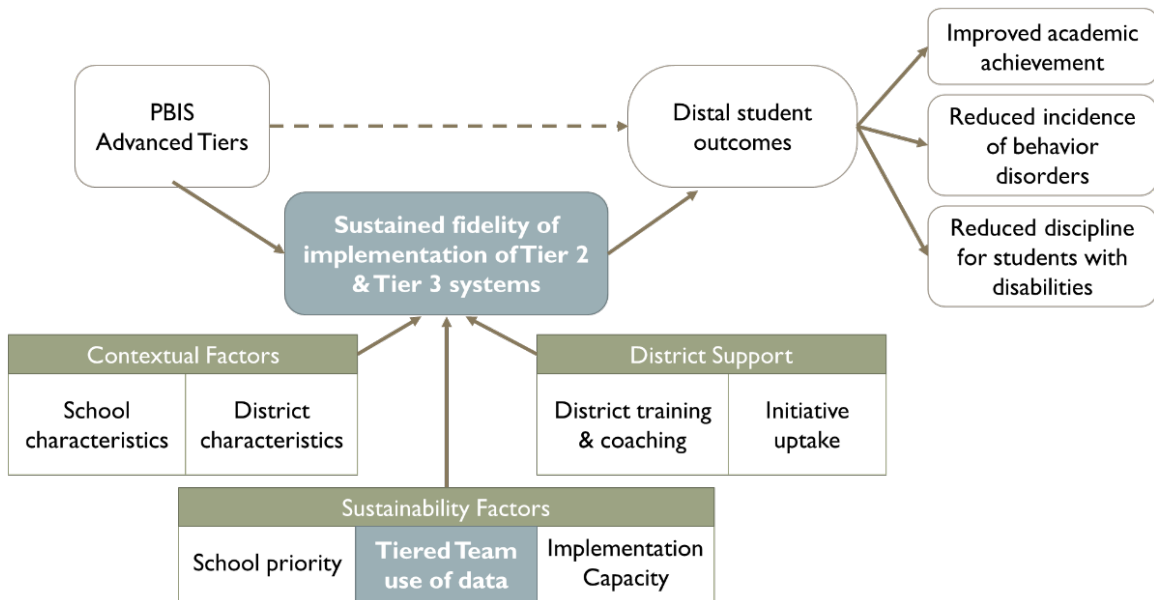 Improved academic
achievement
PBIS
Advanced Tiers
Distal student
outcomes
Reduced incidence
of behavior
disorders
Sustained fidelity of
implementation of Tier 2
& Tier 3 systems
Reduced discipline
for students with
disabilities
Contextual Factors
School
characteristics
District
characteristics
District Support
District training
& coaching
Initiative
uptake
Sustainability Factors
School priority
Tiered Team
use of data
Implementation
Capacity